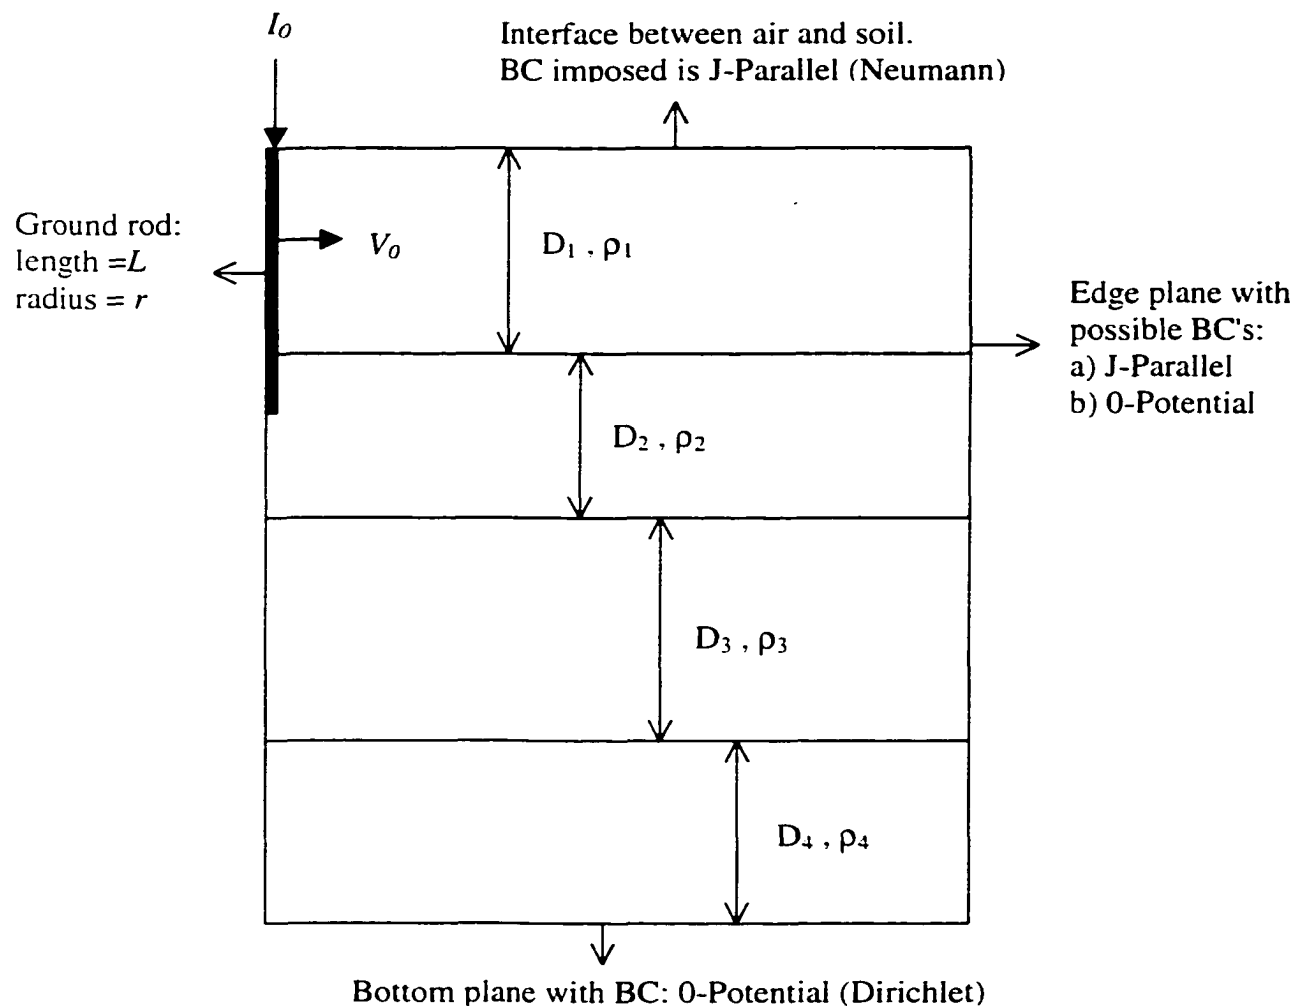 I₀
Interface between air and soil.
BC imposed is J-Parallel (Neumann)
Ground rod:
length =L
radius = r
V₀
D₁ , ρ₁
Edge plane with
possible BC's:
a) J-Parallel
b) 0-Potential
D₂ , ρ₂
D₃ , ρ₃
D₄ , ρ₄
Bottom plane with BC: 0-Potential (Dirichlet)